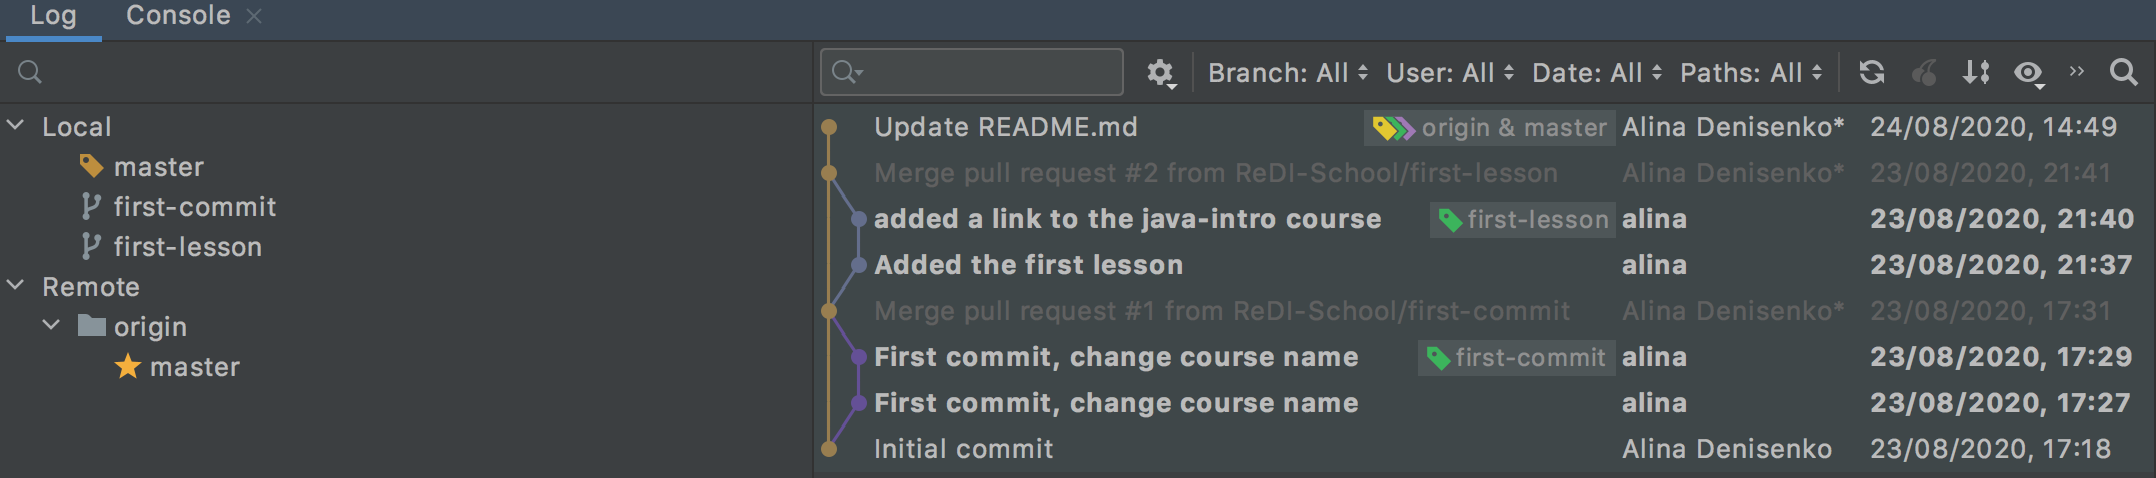 Log Console
Branch: All User: All Date: All Paths: All
Local
master
first-commit
first-lesson
Remote
origin
master
Update README.md origin & master Alina Denisenko* 24/08/2020, 14:49
Merge pull request #2 from ReDI-School/first-lesson Alina Denisenko* 23/08/2020, 21:41
added a link to the java-intro course first-lesson alina 23/08/2020, 21:40
Added the first lesson alina 23/08/2020, 21:37
Merge pull request #1 from ReDI-School/first-commit Alina Denisenko* 23/08/2020, 17:31
First commit, change course name first-commit alina 23/08/2020, 17:29
First commit, change course name alina 23/08/2020, 17:27
Initial commit Alina Denisenko 23/08/2020, 17:18